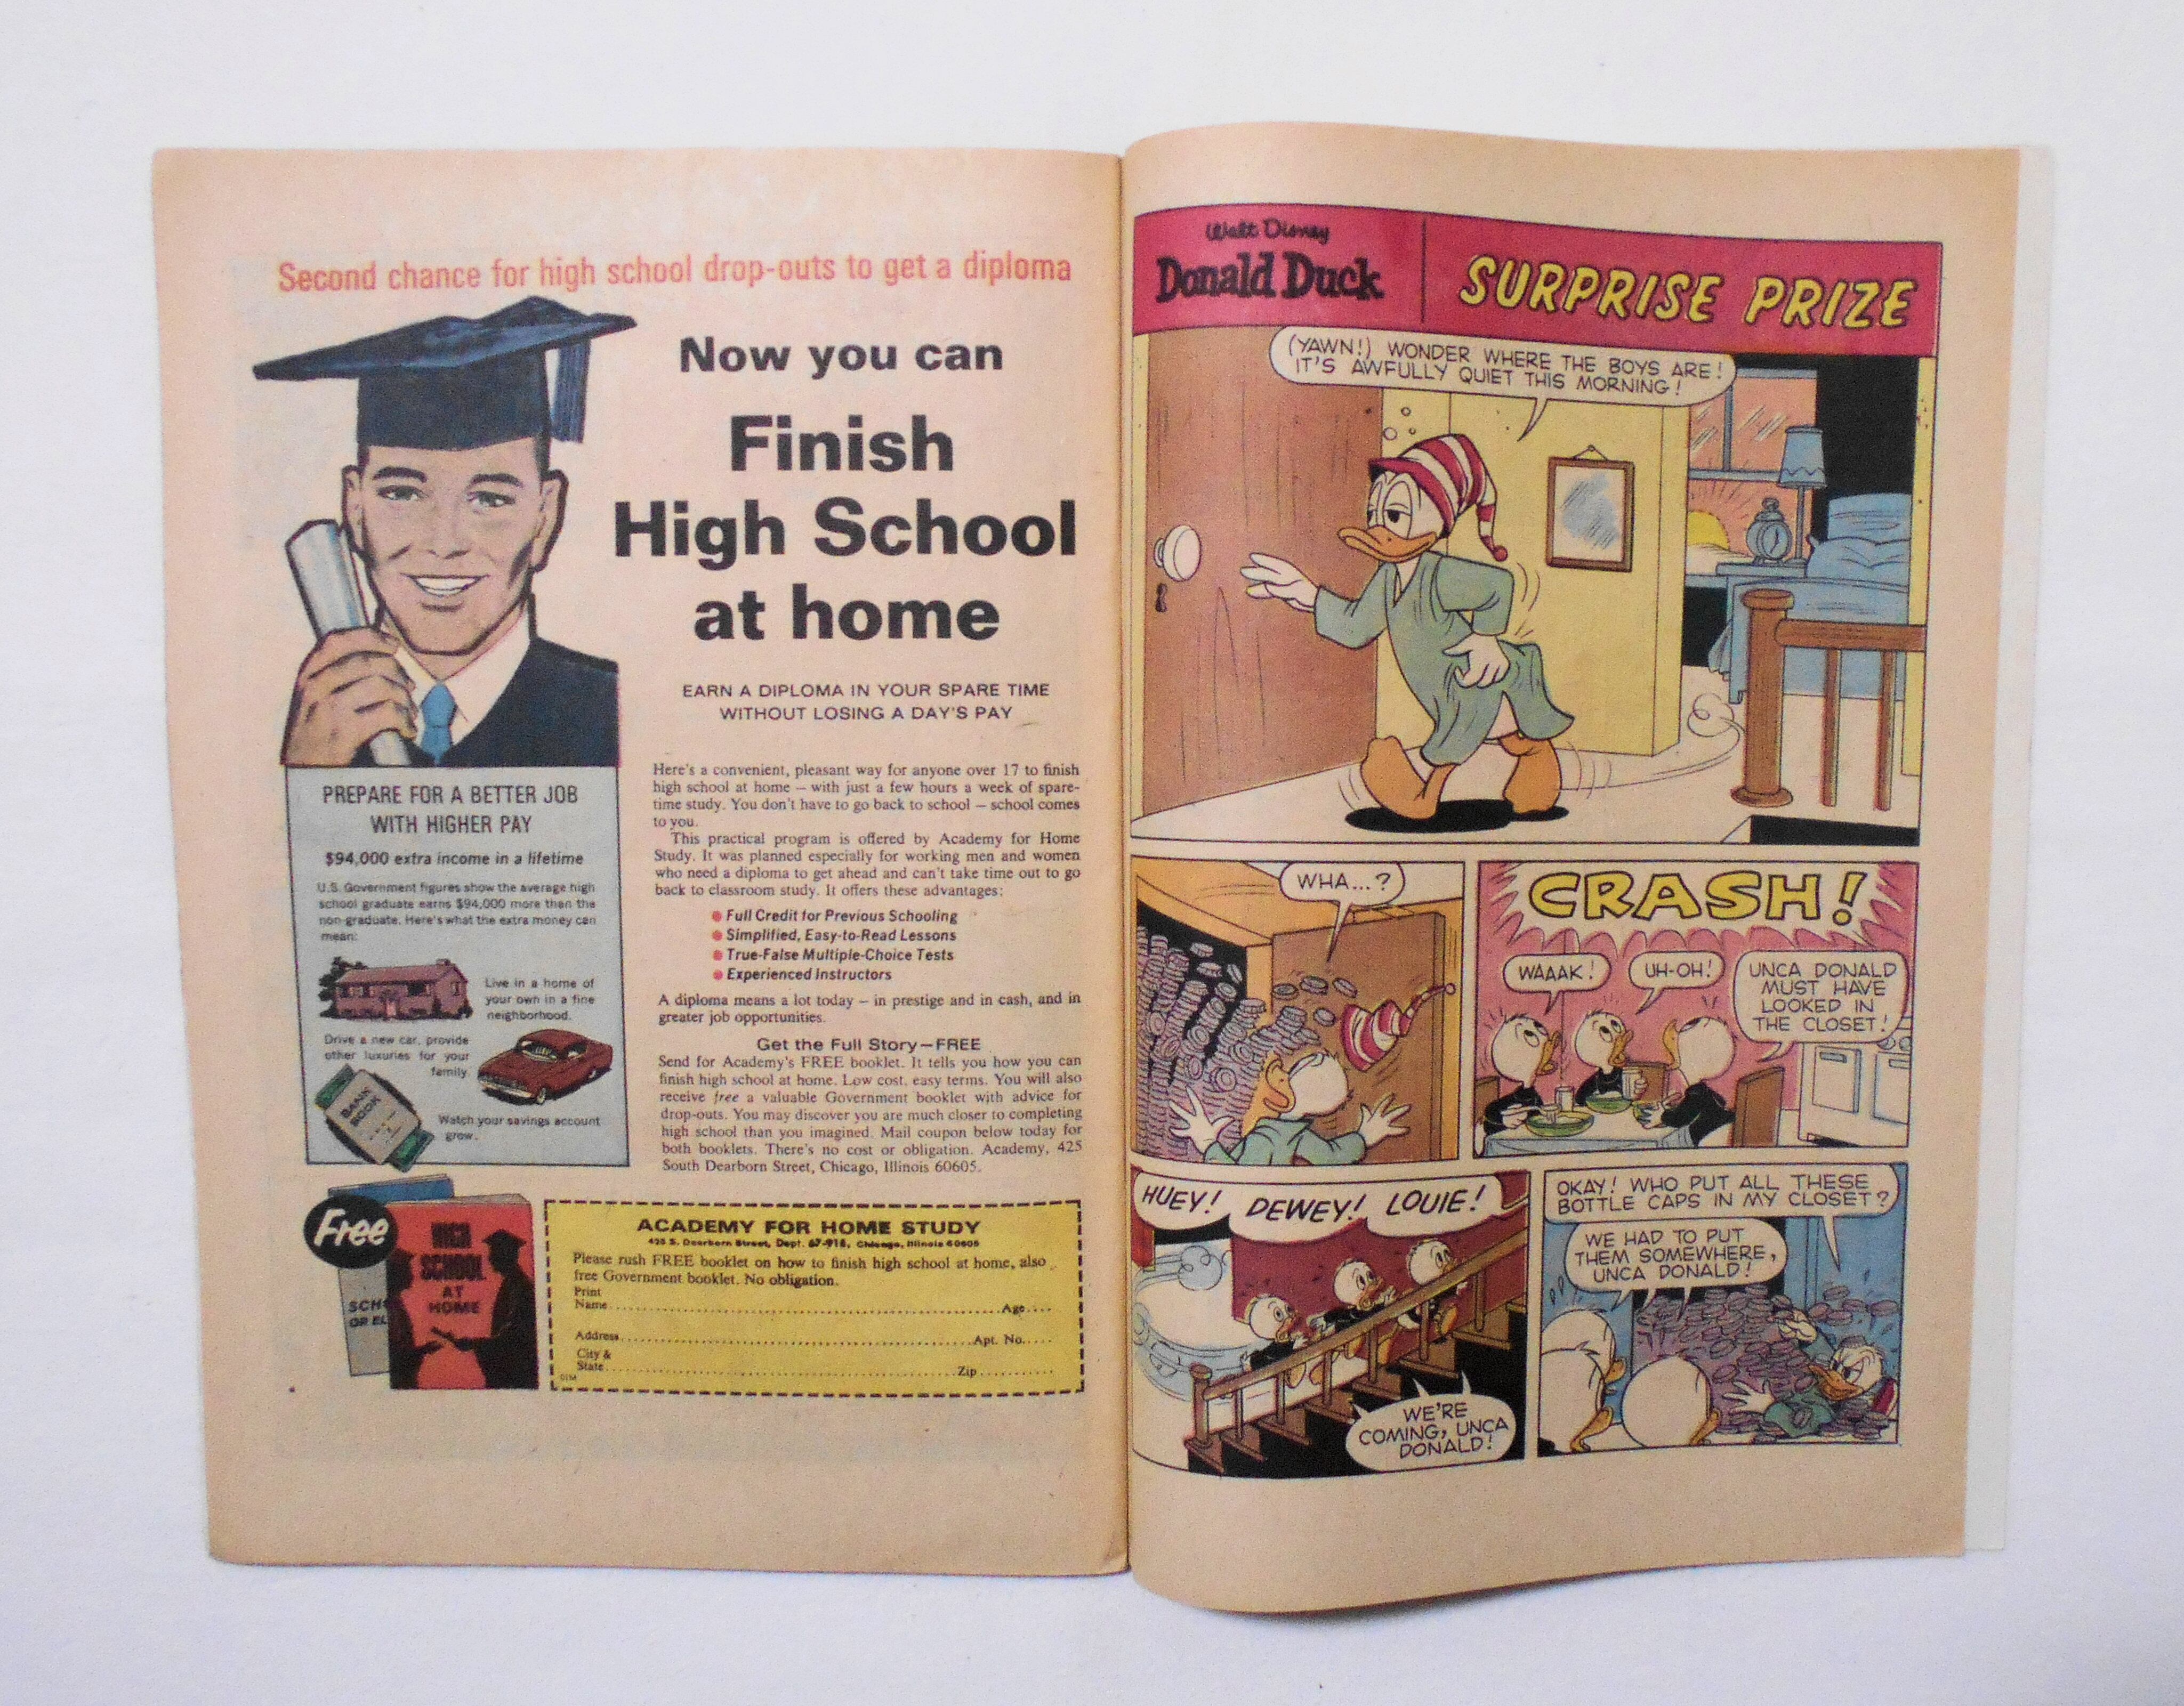 Second chance for high school drop-outs to get a diploma
Now you can
Finish
High School
at home
EARN A DIPLOMA IN YOUR SPARE TIME
WITHOUT LOSING A DAY'S PAY
PREPARE FOR A BETTER JOB
WITH HIGHER PAY
$94,000 extra income in a lifetime
U.S. Government figures show the average high
school graduate earns $94,000 more than the
non-graduate. Here's what the extra money can
mean:
Live in a home of
your own in a fine
neighborhood.
Drive a new car, provide
other luxuries for your
family.
BANK
BOOK
Watch your savings account
grow.
Here's a convenient, pleasant way for anyone over 17 to finish
high school at home – with just a few hours a week of spare-
time study. You don't have to go back to school – school comes
to you.
This practical program is offered by Academy for Home
Study. It was planned especially for working men and women
who need a diploma to get ahead and can't take time out to go
back to classroom study. It offers these advantages:
● Full Credit for Previous Schooling
● Simplified, Easy-to-Read Lessons
● True-False Multiple-Choice Tests
● Experienced Instructors
A diploma means a lot today – in prestige and in cash, and in
greater job opportunities.
Get the Full Story—FREE
Send for Academy's FREE booklet. It tells you how you can
finish high school at home. Low cost, easy terms. You will also
receive free a valuable Government booklet with advice for
drop-outs. You may discover you are much closer to completing
high school than you imagined. Mail coupon below today for
both booklets. There's no cost or obligation. Academy, 425
South Dearborn Street, Chicago, Illinois 60605.
Free
HIGH
SCHOOL
AT
HOME
SCH
OR EL
ACADEMY FOR HOME STUDY
425 S. Dearborn Street, Dept. 67-918, Chicago, Illinois 60605
Please rush FREE booklet on how to finish high school at home, also
free Government booklet. No obligation.
Print
Name Age
Address Apt. No.
City &
State Zip
Walt Disney
Donald Duck
SURPRISE PRIZE
(YAWN!) WONDER WHERE THE BOYS ARE!
IT'S AWFULLY QUIET THIS MORNING!
WHA...?
CRASH!
WAAAK!
UH-OH!
UNCA DONALD
MUST HAVE
LOOKED IN
THE CLOSET!
HUEY! DEWEY! LOUIE!
WE'RE
COMING, UNCA
DONALD!
OKAY! WHO PUT ALL THESE
BOTTLE CAPS IN MY CLOSET?
WE HAD TO PUT
THEM SOMEWHERE,
UNCA DONALD!